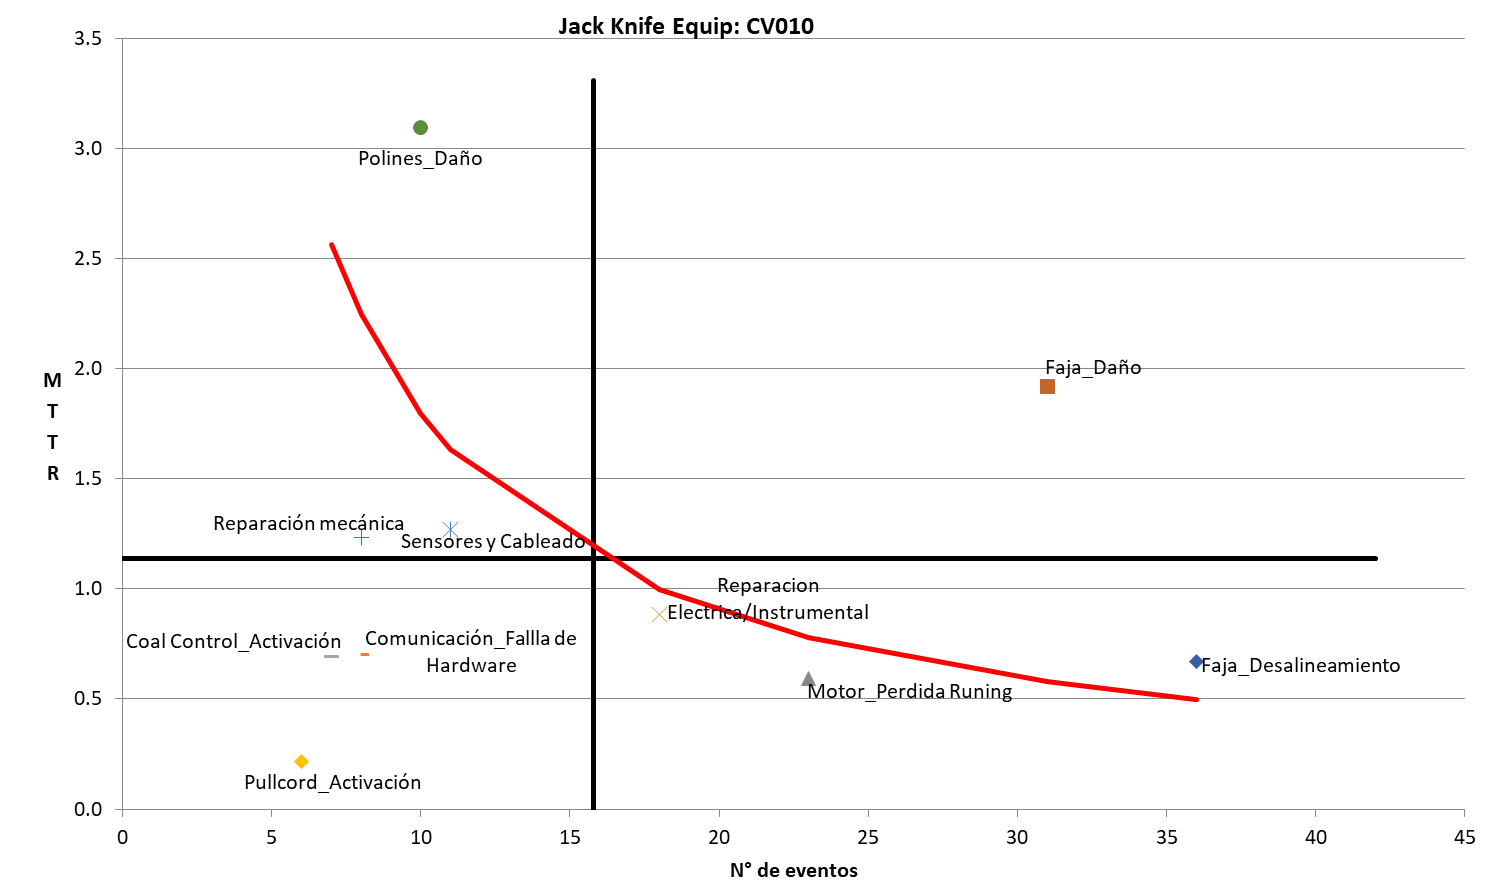 Jack Knife Equip: CV010
3.5
3.0
2.5
2.0
1.5
1.0
0.5
0.0
M
T
T
R
Polines_Daño
Faja_Daño
Reparación mecánica
Sensores y Cableado
Reparacion
Electrica/Instrumental
Coal Control_Activación
Comunicación_Fallla de
Hardware
Faja_Desalineamiento
Motor_Perdida Runing
Pullcord_Activación
0 5 10 15 20 25 30 35 40 45
N° de eventos